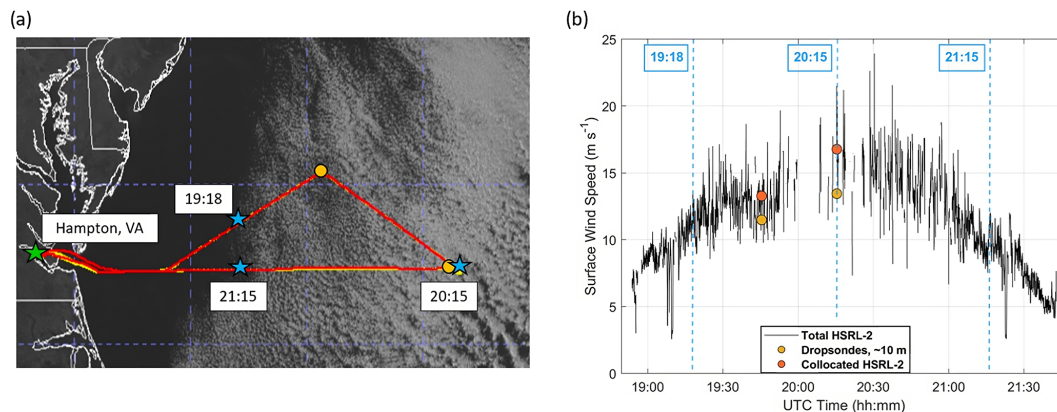 (a)
19:18
Hampton, VA
21:15
20:15
(b)
19:18
20:15
21:15
25
20
15
10
5
0
Surface Wind Speed (m s⁻¹)
Total HSRL-2
Dropsondes, ~10 m
Collocated HSRL-2
19:00
19:30
20:00
20:30
21:00
21:30
UTC Time (hh:mm)